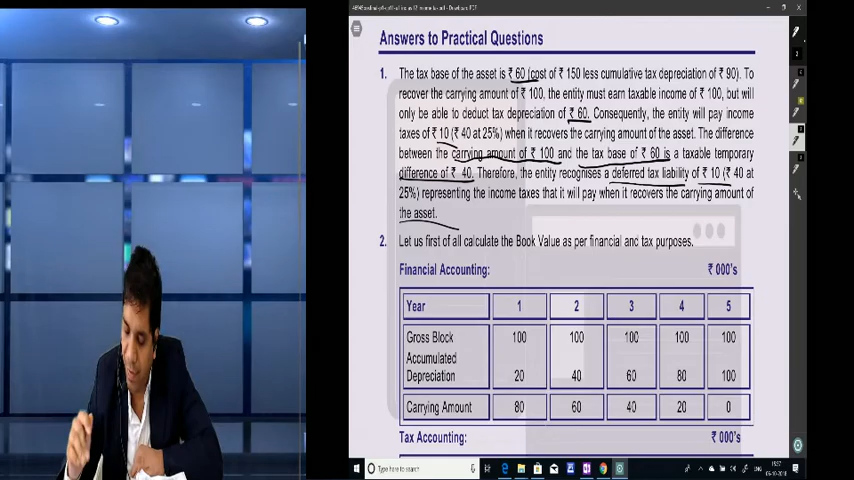 Answers to Practical Questions
1. The tax base of the asset is ₹ 60 (cost of ₹ 150 less cumulative tax depreciation of ₹ 90). To
recover the carrying amount of ₹ 100, the entity must earn taxable income of ₹ 100, but will
only be able to deduct tax depreciation of ₹ 60. Consequently, the entity will pay income
taxes of ₹ 10 (₹ 40 at 25%) when it recovers the carrying amount of the asset. The difference
between the carrying amount of ₹ 100 and the tax base of ₹ 60 is a taxable temporary
difference of ₹ 40. Therefore, the entity recognises a deferred tax liability of ₹ 10 (₹ 40 at
25%) representing the income taxes that it will pay when it recovers the carrying amount of
the asset.
2. Let us first of all calculate the Book Value as per financial and tax purposes.
Financial Accounting: ₹ 000's
Year 1 2 3 4 5
Gross Block 100 100 100 100 100
Accumulated
Depreciation 20 40 60 80 100
Carrying Amount 80 60 40 20 0
Tax Accounting: ₹ 000's
Type here to search
15:57